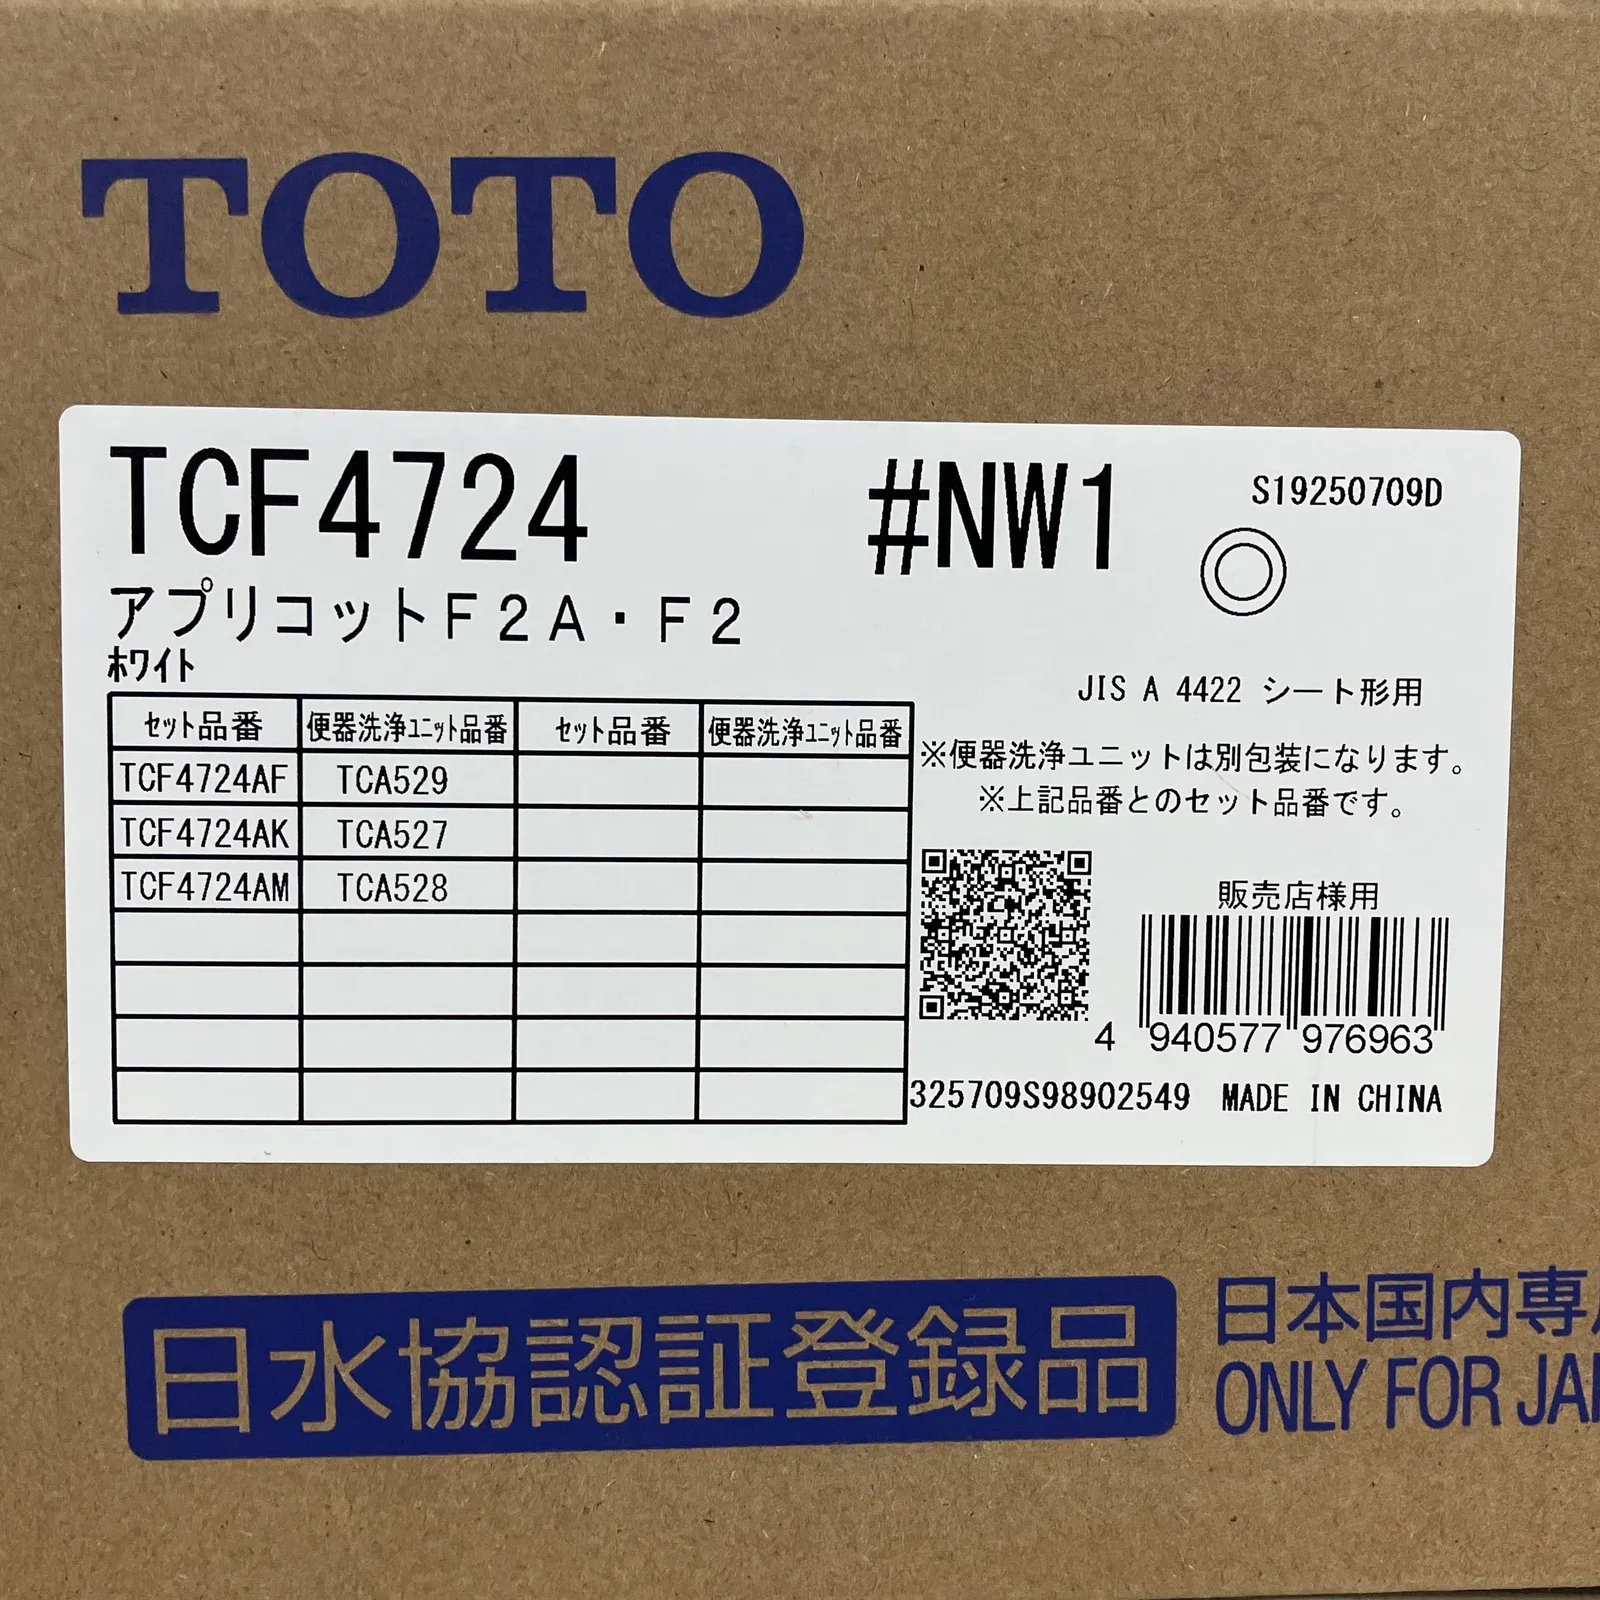 TOTO
TCF4724 #NW1 S19250709D
アプリコットF2A・F2
ホワイト
JIS A 4422 シート形用
セット品番 便器洗浄ユニット品番 セット品番 便器洗浄ユニット品番
TCF4724AF TCA529
TCF4724AK TCA527
TCF4724AM TCA528
※便器洗浄ユニットは別包装になります。
※上記品番とのセット品番です。
販売店様用
4 940577 976963
325709S98902549 MADE IN CHINA
日水協認証登録品
日本国内専
ONLY FOR